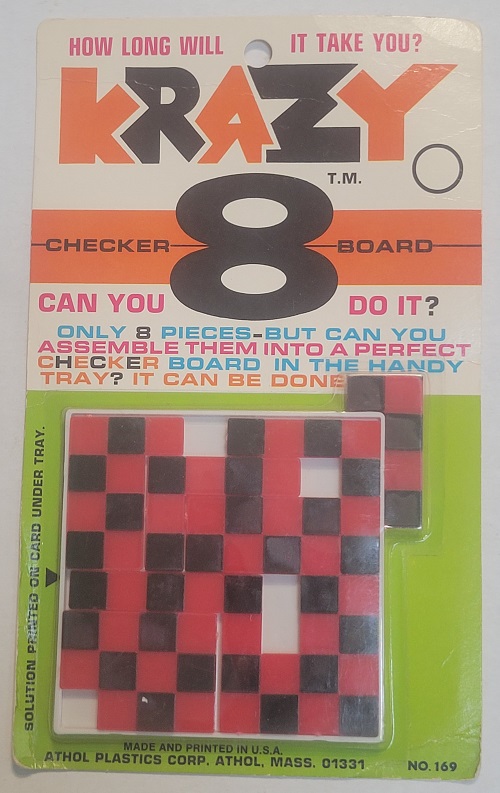 HOW LONG WILL IT TAKE YOU?
KRAZY
T.M.
8
CHECKER BOARD
CAN YOU DO IT?
ONLY 8 PIECES-BUT CAN YOU
ASSEMBLE THEM INTO A PERFECT
CHECKER BOARD IN THE HANDY
TRAY? IT CAN BE DONE
SOLUTION PRINTED ON CARD UNDER TRAY.
MADE AND PRINTED IN U.S.A.
ATHOL PLASTICS CORP. ATHOL, MASS. 01331 NO. 169